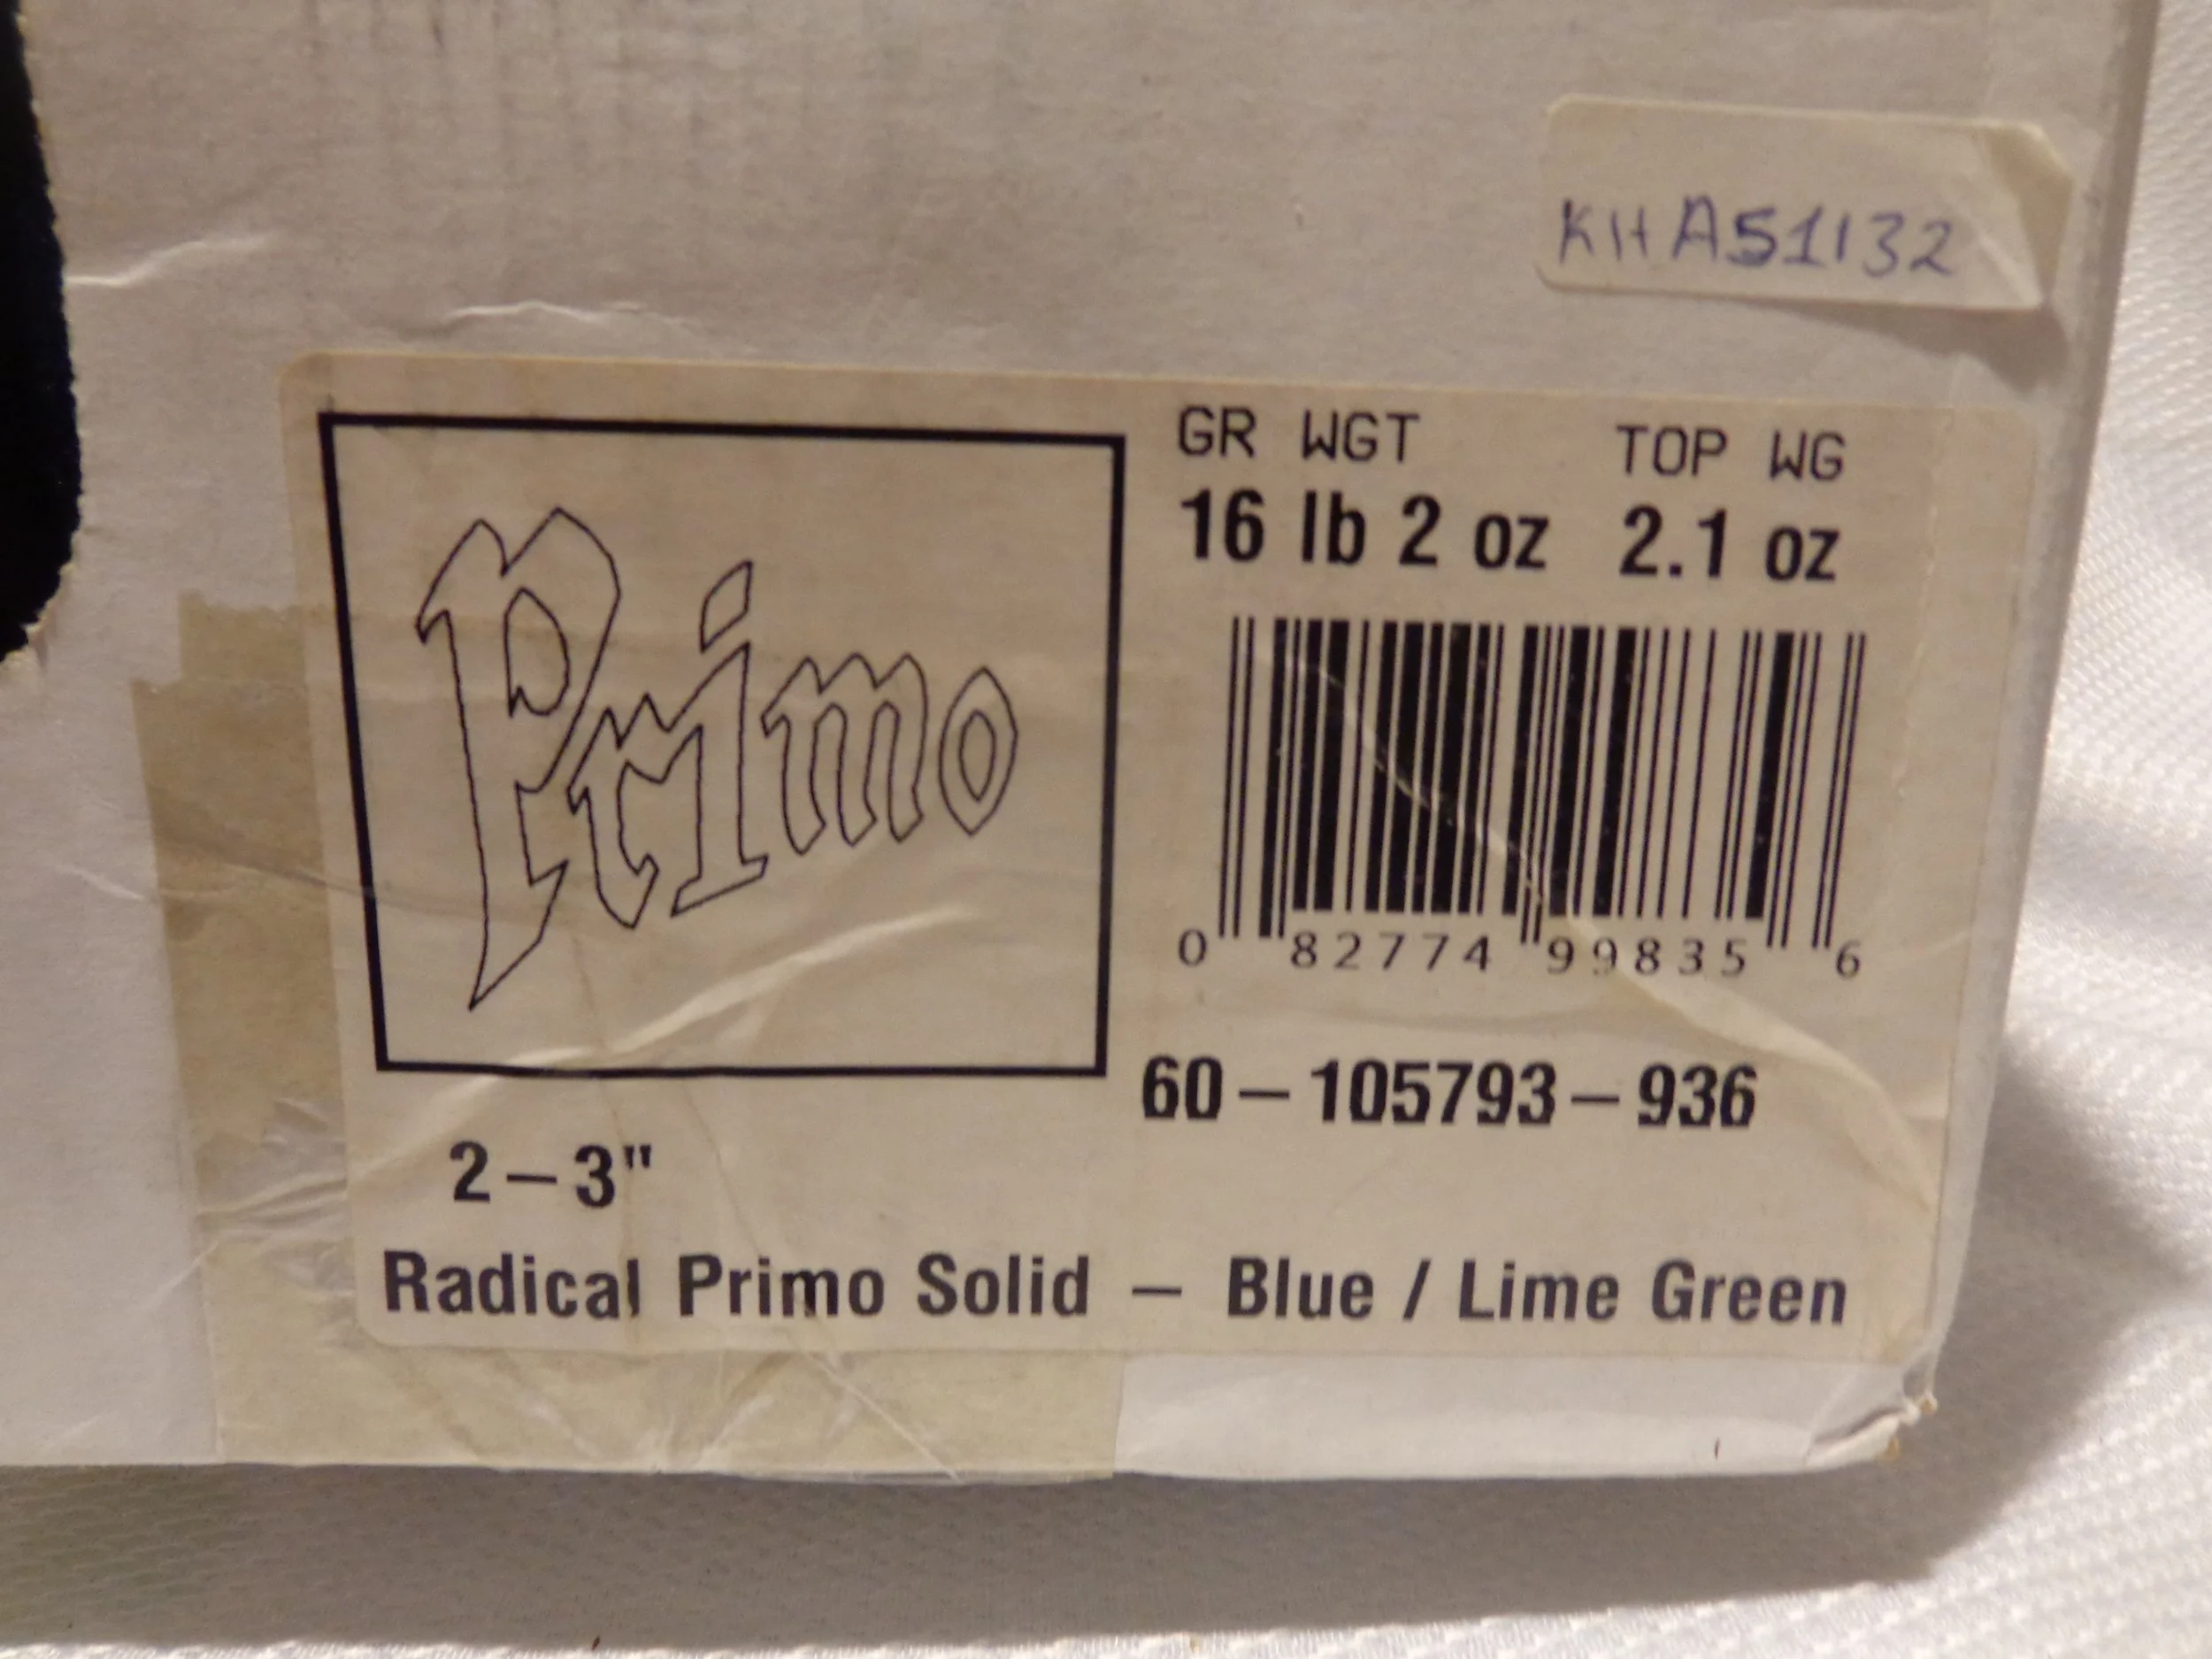 KHA51132
GR WGT TOP WG
16 lb 2 oz 2.1 oz
Primo
0 82774 99835 6
60-105793-936
2-3"
Radical Primo Solid - Blue / Lime Green